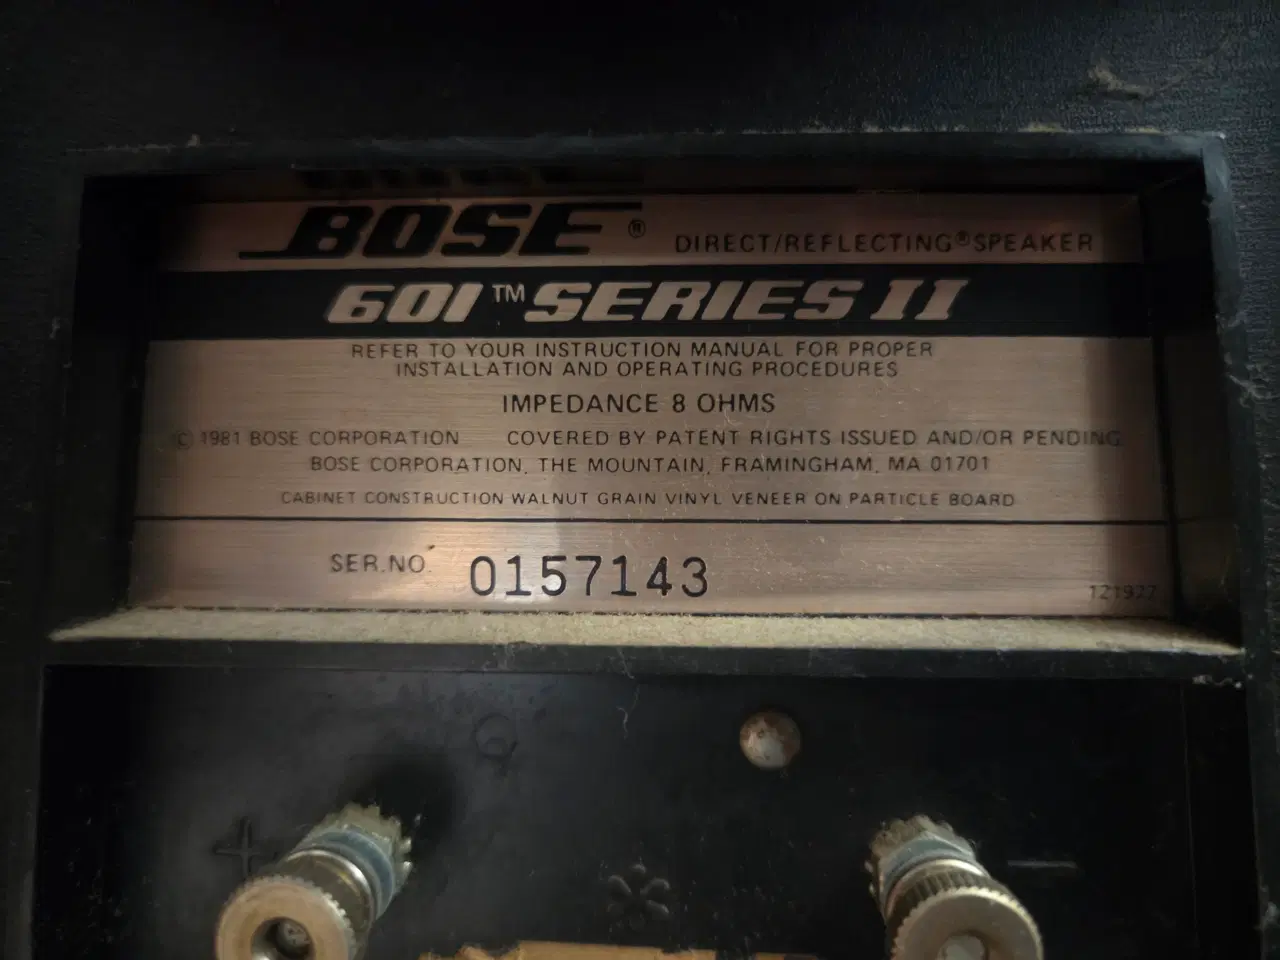 BOSE® DIRECT/REFLECTING® SPEAKER
601™ SERIES II
REFER TO YOUR INSTRUCTION MANUAL FOR PROPER
INSTALLATION AND OPERATING PROCEDURES
IMPEDANCE 8 OHMS
© 1981 BOSE CORPORATION COVERED BY PATENT RIGHTS ISSUED AND/OR PENDING
BOSE CORPORATION, THE MOUNTAIN, FRAMINGHAM, MA 01701
CABINET CONSTRUCTION WALNUT GRAIN VINYL VENEER ON PARTICLE BOARD
SER.NO. 0157143
121927
+ —